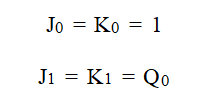 J₀ = K₀ = 1
J₁ = K₁ = Q₀